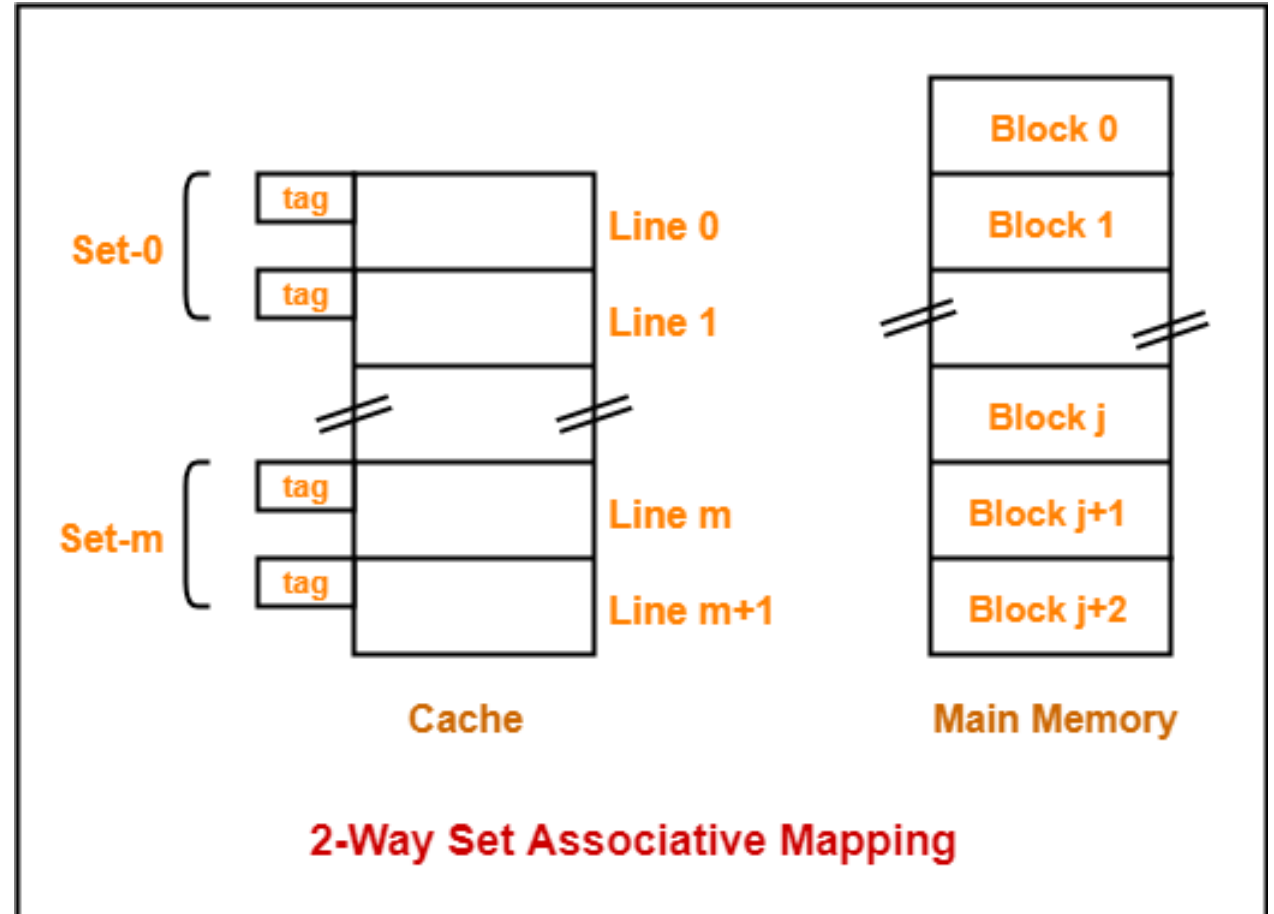 Set-0
tag
Line 0
tag
Line 1
Set-m
tag
Line m
tag
Line m+1
Cache
Block 0
Block 1
Block j
Block j+1
Block j+2
Main Memory
2-Way Set Associative Mapping